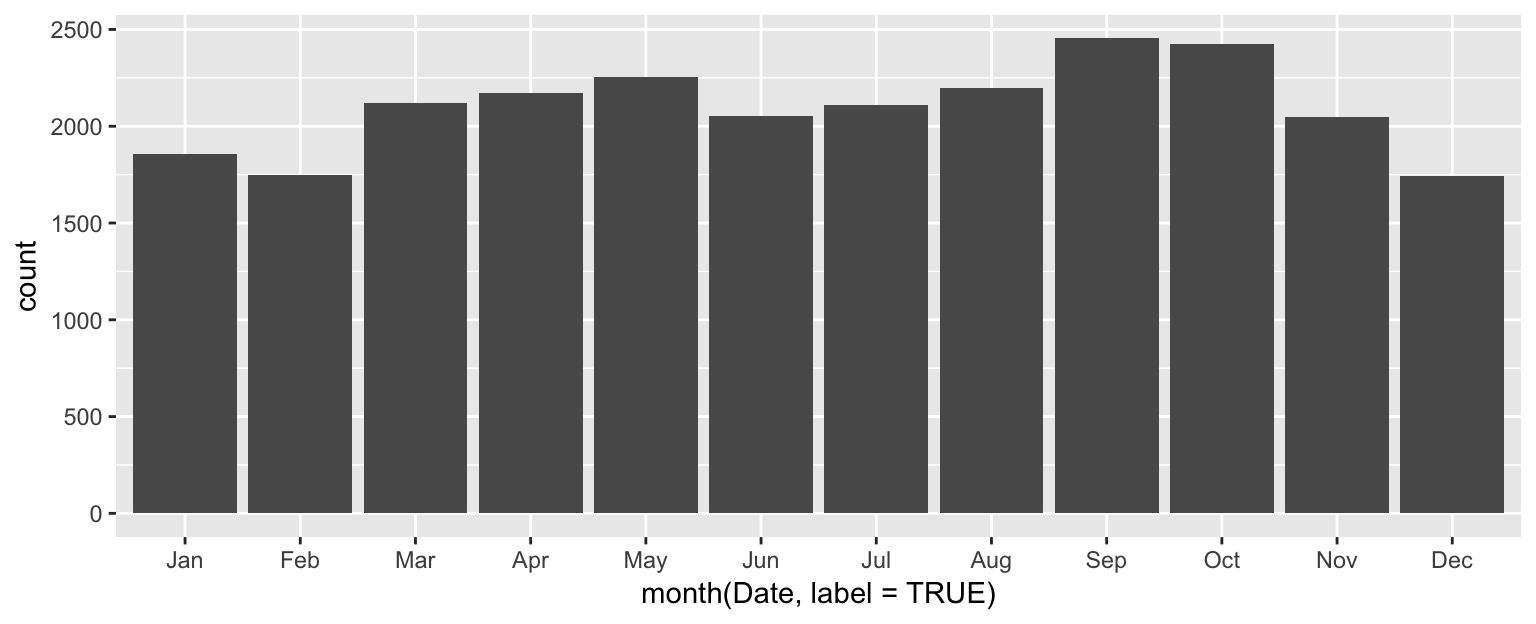 2500
2000
1500
1000
500
0
count
Jan Feb Mar Apr May Jun Jul Aug Sep Oct Nov Dec
month(Date, label = TRUE)